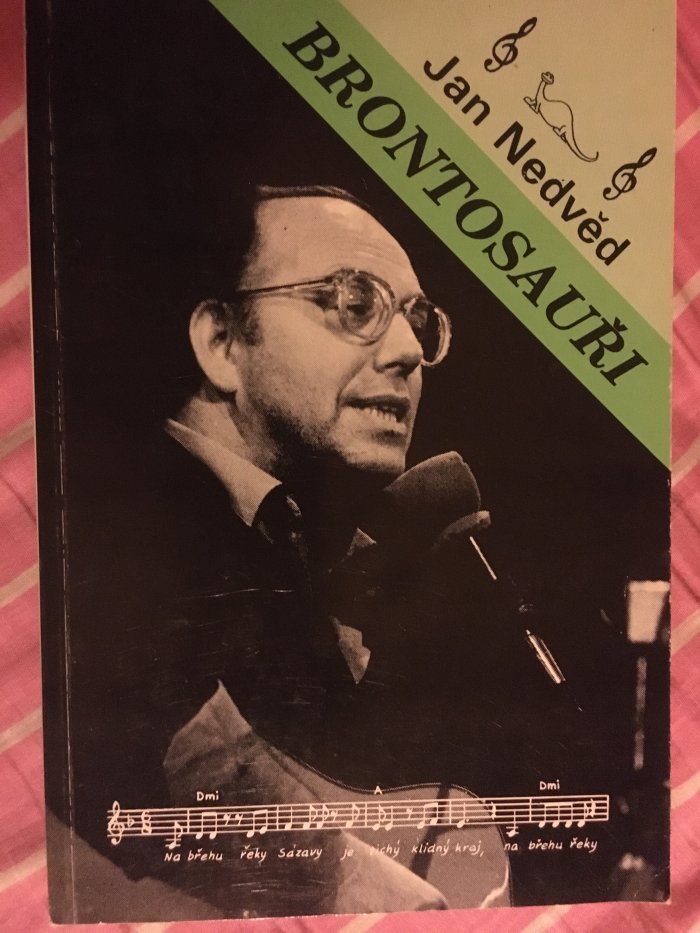 Jan Nedvěd
BRONTOSAUŘI
Dmi A Dmi
Na břehu řeky Sázavy je tichý klidný kraj, na břehu řeky